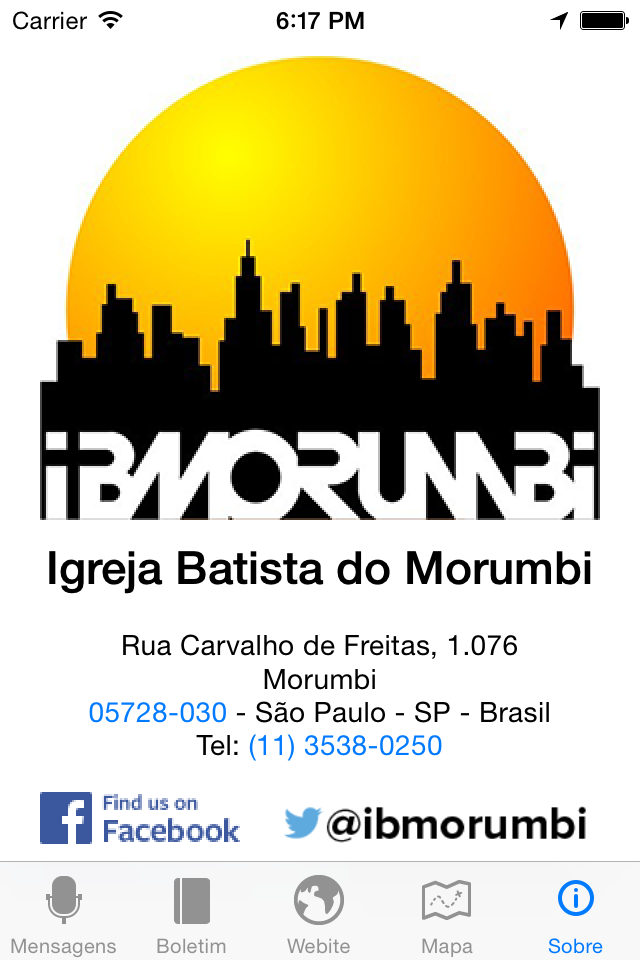 Carrier 6:17 PM
iBMORUMBi
Igreja Batista do Morumbi
Rua Carvalho de Freitas, 1.076
Morumbi
05728-030 - São Paulo - SP - Brasil
Tel: (11) 3538-0250
Find us on
Facebook
@ibmorumbi
Mensagens Boletim Webite Mapa Sobre